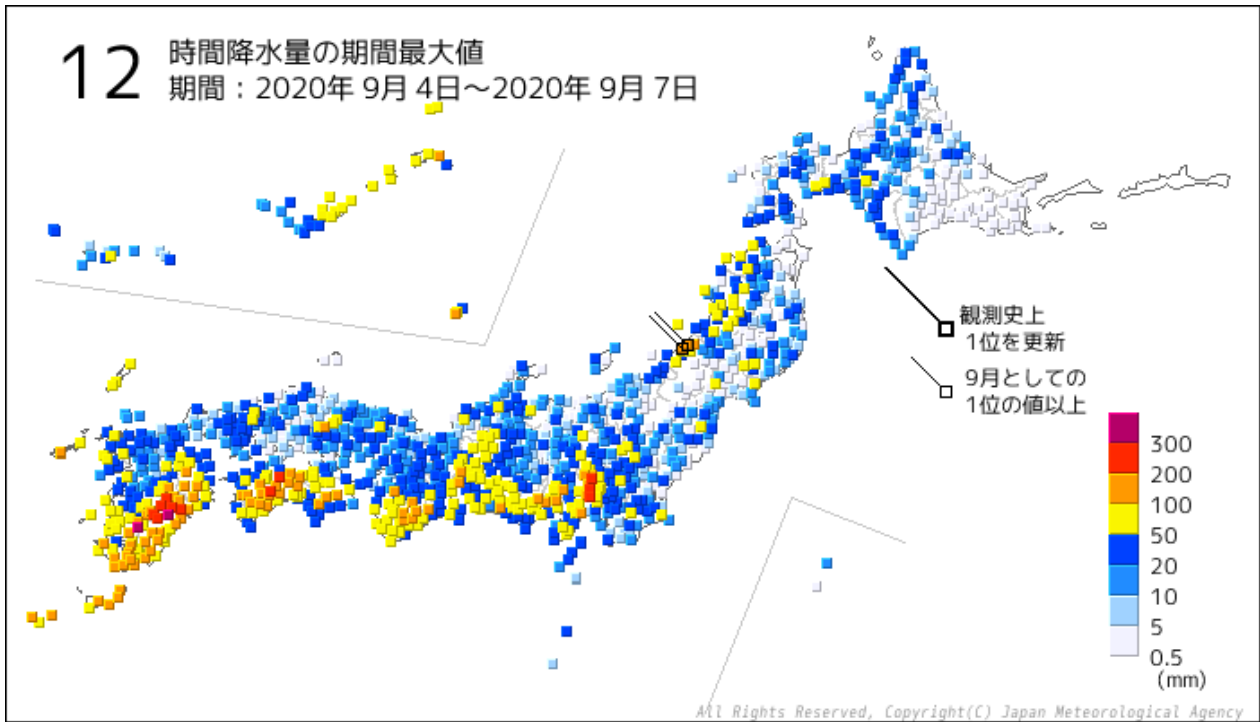 12 時間降水量の期間最大値
期間：2020年 9月 4日～2020年 9月 7日
観測史上
1位を更新
9月としての
1位の値以上
300
200
100
50
20
10
5
0.5
(mm)
All Rights Reserved, Copyright(C) Japan Meteorological Agency